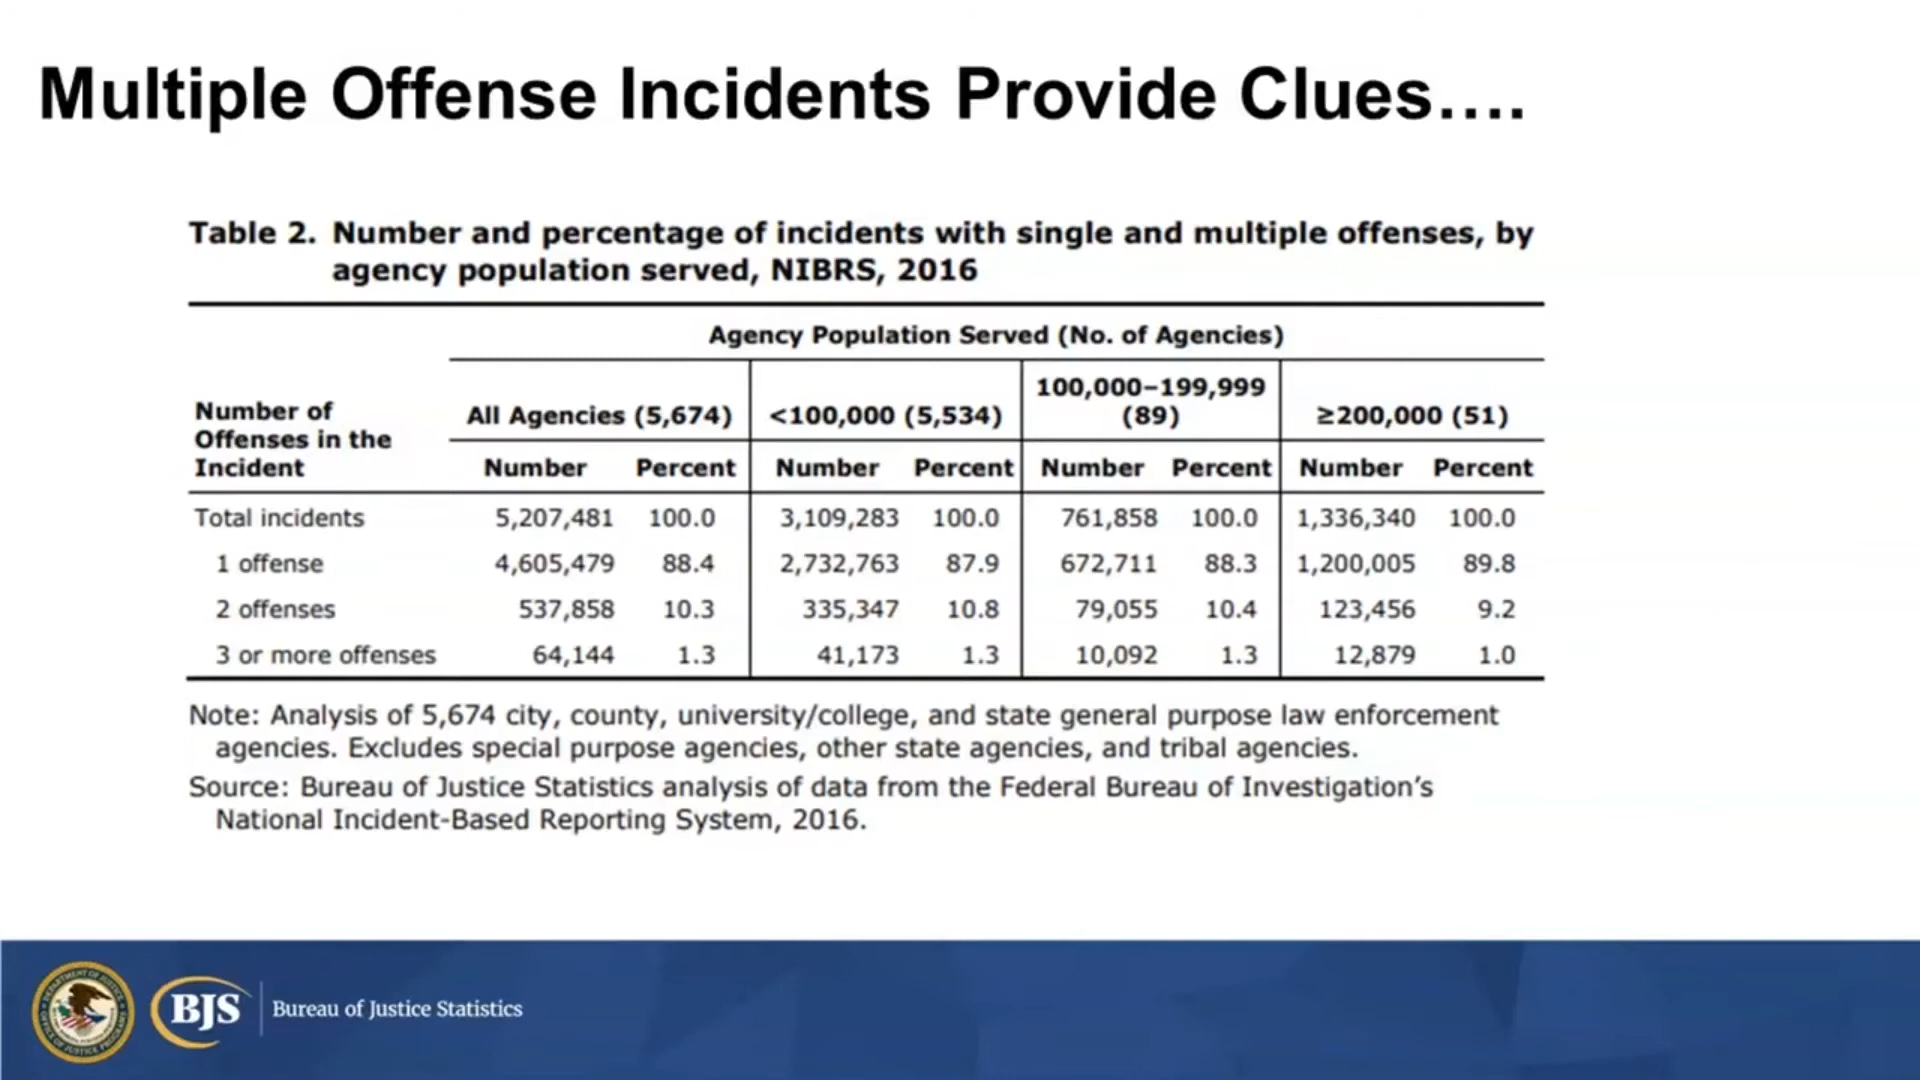 Multiple Offense Incidents Provide Clues....
Table 2. Number and percentage of incidents with single and multiple offenses, by
agency population served, NIBRS, 2016
Agency Population Served (No. of Agencies)
Number of
Offenses in the
Incident
All Agencies (5,674) <100,000 (5,534) 100,000–199,999
(89) ≥200,000 (51)
Number Percent Number Percent Number Percent Number Percent
Total incidents 5,207,481 100.0 3,109,283 100.0 761,858 100.0 1,336,340 100.0
1 offense 4,605,479 88.4 2,732,763 87.9 672,711 88.3 1,200,005 89.8
2 offenses 537,858 10.3 335,347 10.8 79,055 10.4 123,456 9.2
3 or more offenses 64,144 1.3 41,173 1.3 10,092 1.3 12,879 1.0
Note: Analysis of 5,674 city, county, university/college, and state general purpose law enforcement
agencies. Excludes special purpose agencies, other state agencies, and tribal agencies.
Source: Bureau of Justice Statistics analysis of data from the Federal Bureau of Investigation’s
National Incident-Based Reporting System, 2016.
BJS
Bureau of Justice Statistics